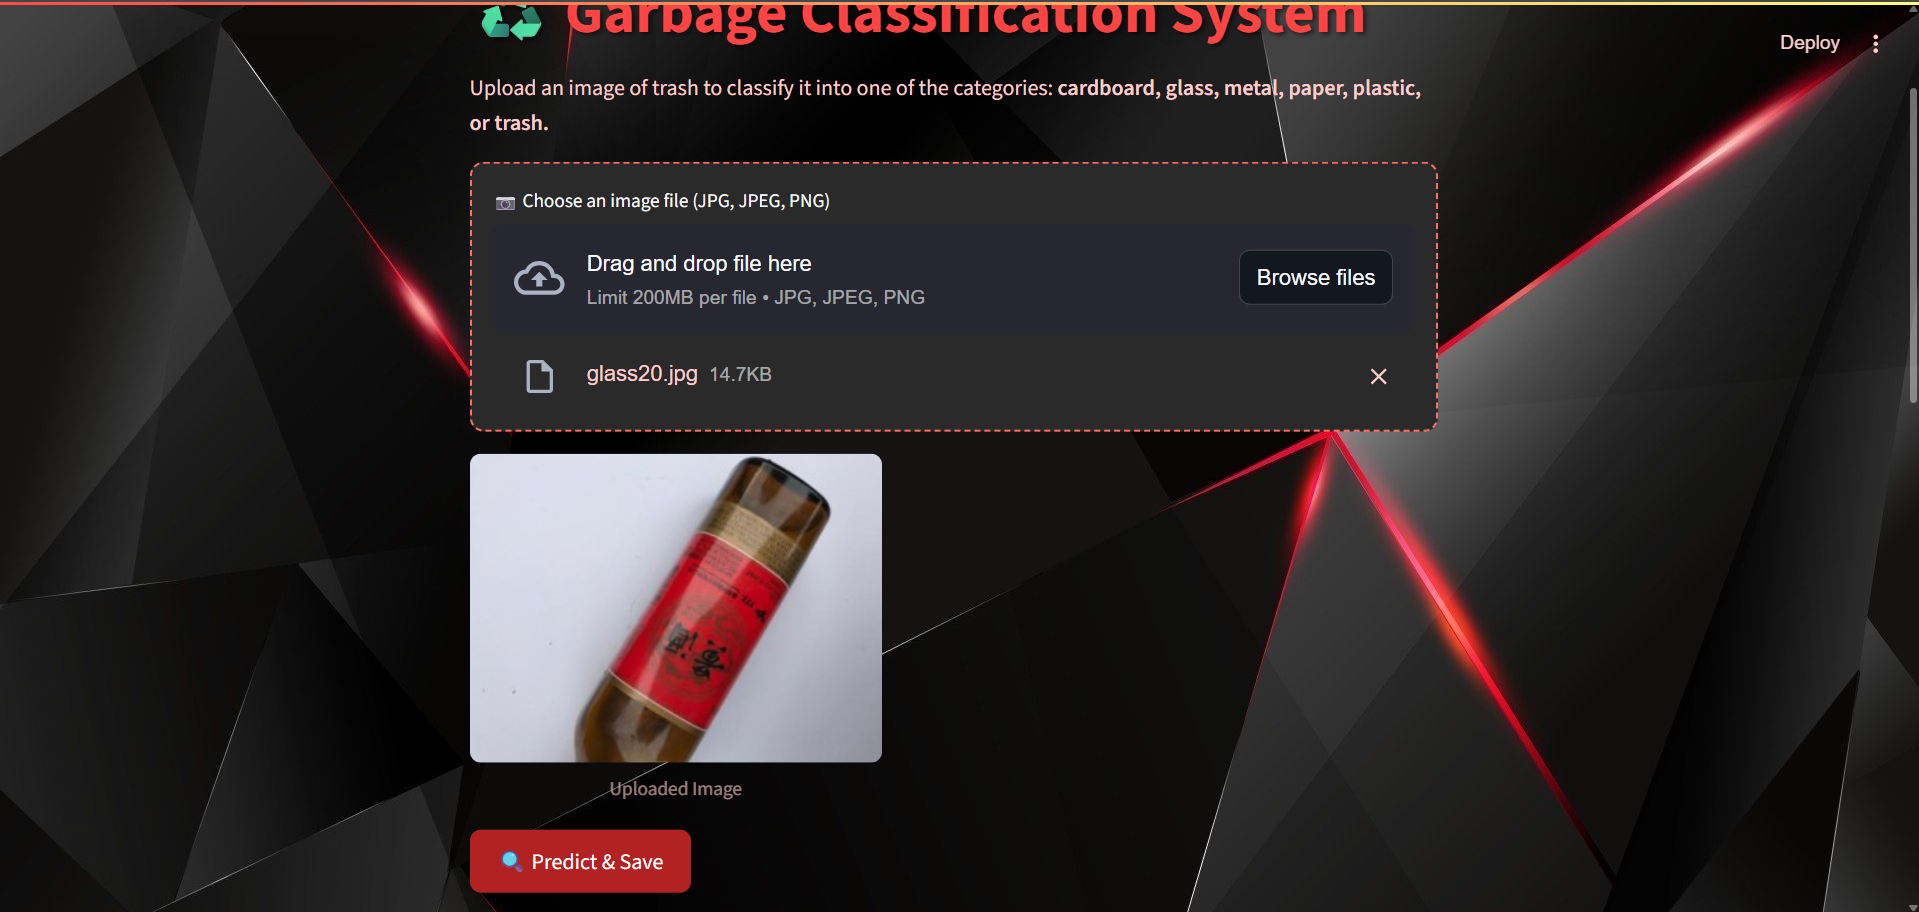 Garbage Classification System
Deploy
Upload an image of trash to classify it into one of the categories: cardboard, glass, metal, paper, plastic,
or trash.
Choose an image file (JPG, JPEG, PNG)
Drag and drop file here
Limit 200MB per file • JPG, JPEG, PNG
Browse files
glass20.jpg 14.7KB
Uploaded Image
Predict & Save